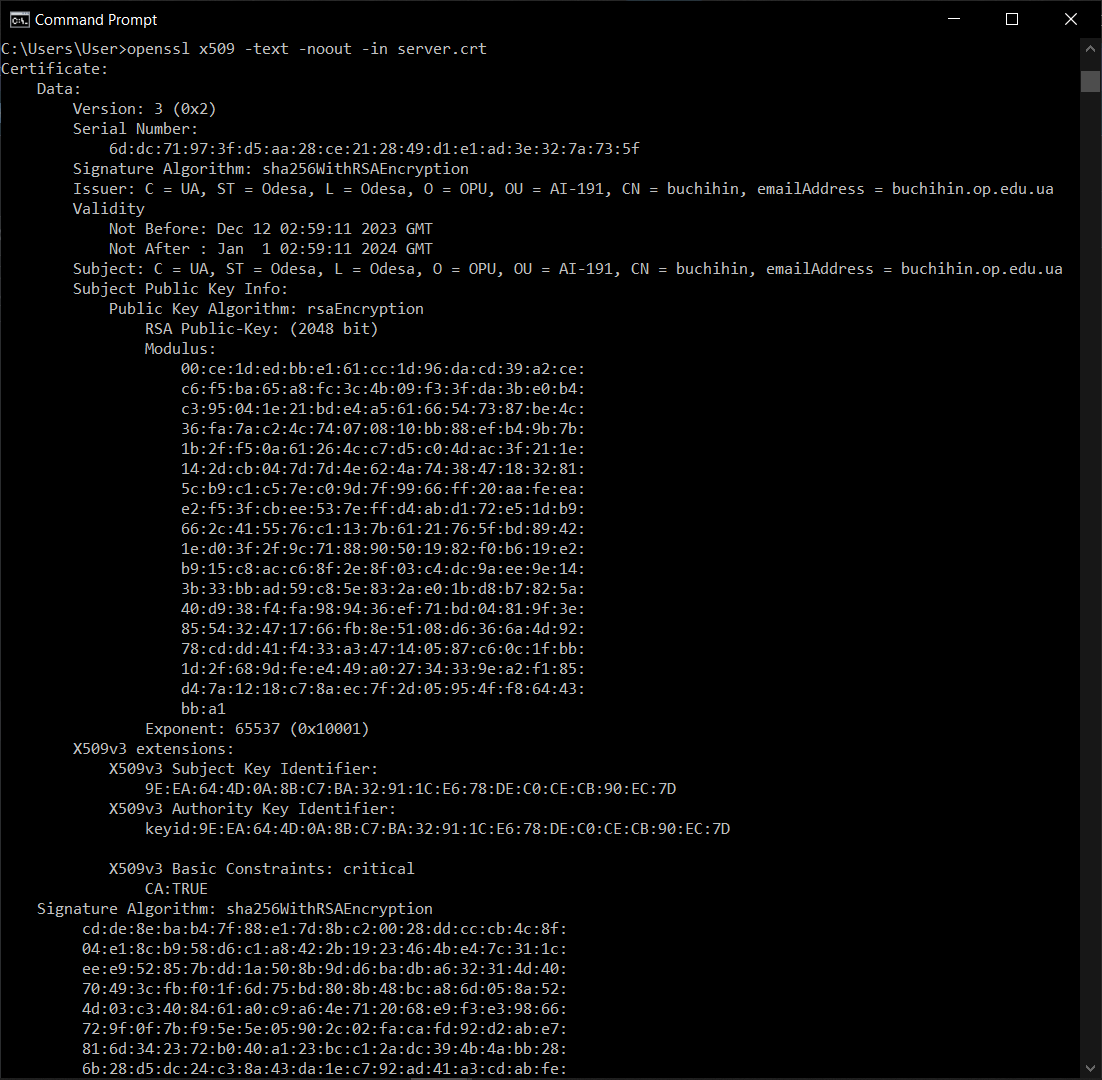 Command Prompt
C:\Users\User>openssl x509 -text -noout -in server.crt
Certificate:
    Data:
        Version: 3 (0x2)
        Serial Number:
            6d:dc:71:97:3f:d5:aa:28:ce:21:28:49:d1:e1:ad:3e:32:7a:73:5f
        Signature Algorithm: sha256WithRSAEncryption
        Issuer: C = UA, ST = Odesa, L = Odesa, O = OPU, OU = AI-191, CN = buchihin, emailAddress = buchihin.op.edu.ua
        Validity
            Not Before: Dec 12 02:59:11 2023 GMT
            Not After : Jan  1 02:59:11 2024 GMT
        Subject: C = UA, ST = Odesa, L = Odesa, O = OPU, OU = AI-191, CN = buchihin, emailAddress = buchihin.op.edu.ua
        Subject Public Key Info:
            Public Key Algorithm: rsaEncryption
                RSA Public-Key: (2048 bit)
                Modulus:
                    00:ce:1d:ed:bb:e1:61:cc:1d:96:da:cd:39:a2:ce:
                    c6:f5:ba:65:a8:fc:3c:4b:09:f3:3f:da:3b:e0:b4:
                    c3:95:04:1e:21:bd:e4:a5:61:66:54:73:87:be:4c:
                    36:fa:7a:c2:4c:74:07:08:10:bb:88:ef:b4:9b:7b:
                    1b:2f:f5:0a:61:26:4c:c7:d5:c0:4d:ac:3f:21:1e:
                    14:2d:cb:04:7d:7d:4e:62:4a:74:38:47:18:32:81:
                    5c:b9:c1:c5:7e:c0:9d:7f:99:66:ff:20:aa:fe:ea:
                    e2:f5:3f:cb:ee:53:7e:ff:d4:ab:d1:72:e5:1d:b9:
                    66:2c:41:55:76:c1:13:7b:61:21:76:5f:bd:89:42:
                    1e:d0:3f:2f:9c:71:88:90:50:19:82:f0:b6:19:e2:
                    b9:15:c8:ac:c6:8f:2e:8f:03:c4:dc:9a:ee:9e:14:
                    3b:33:bb:ad:59:c8:5e:83:2a:e0:1b:d8:b7:82:5a:
                    40:d9:38:f4:fa:98:94:36:ef:71:bd:04:81:9f:3e:
                    85:54:32:47:17:66:fb:8e:51:08:d6:36:6a:4d:92:
                    78:cd:dd:41:f4:33:a3:47:14:05:87:c6:0c:1f:bb:
                    1d:2f:68:9d:fe:e4:49:a0:27:34:33:9e:a2:f1:85:
                    d4:7a:12:18:c7:8a:ec:7f:2d:05:95:4f:f8:64:43:
                    bb:a1
                Exponent: 65537 (0x10001)
        X509v3 extensions:
            X509v3 Subject Key Identifier:
                9E:EA:64:4D:0A:8B:C7:BA:32:91:1C:E6:78:DE:C0:CE:CB:90:EC:7D
            X509v3 Authority Key Identifier:
                keyid:9E:EA:64:4D:0A:8B:C7:BA:32:91:1C:E6:78:DE:C0:CE:CB:90:EC:7D
            X509v3 Basic Constraints: critical
                CA:TRUE
    Signature Algorithm: sha256WithRSAEncryption
         cd:de:8e:ba:b4:7f:88:e1:7d:8b:c2:00:28:dd:cc:cb:4c:8f:
         04:e1:8c:b9:58:d6:c1:a8:42:2b:19:23:46:4b:e4:7c:31:1c:
         ee:e9:52:85:7b:dd:1a:50:8b:9d:d6:ba:db:a6:32:31:4d:40:
         70:49:3c:fb:f0:1f:6d:75:bd:80:8b:48:bc:a8:6d:05:8a:52:
         4d:03:c3:40:84:61:a0:c9:a6:4e:71:20:68:e9:f3:e3:98:66:
         72:9f:0f:7b:f9:5e:5e:05:90:2c:02:fa:ca:fd:92:d2:ab:e7:
         81:6d:34:23:72:b0:40:a1:23:bc:c1:2a:dc:39:4b:4a:bb:28:
         6b:28:d5:dc:24:c3:8a:43:da:1e:c7:92:ad:41:a3:cd:ab:fe: